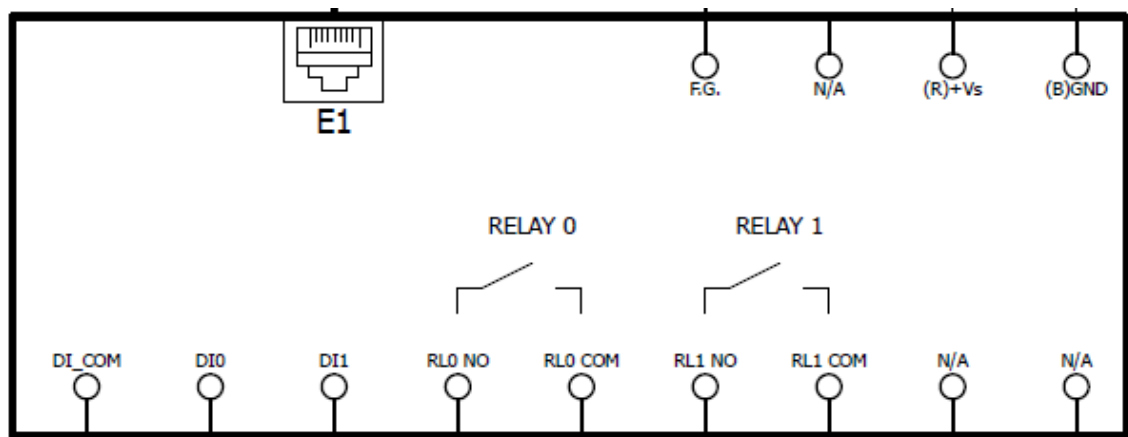 E1
F.G.
N/A
(R)+Vs
(B)GND
RELAY 0
RELAY 1
DI_COM
DI0
DI1
RL0 NO
RL0 COM
RL1 NO
RL1 COM
N/A
N/A